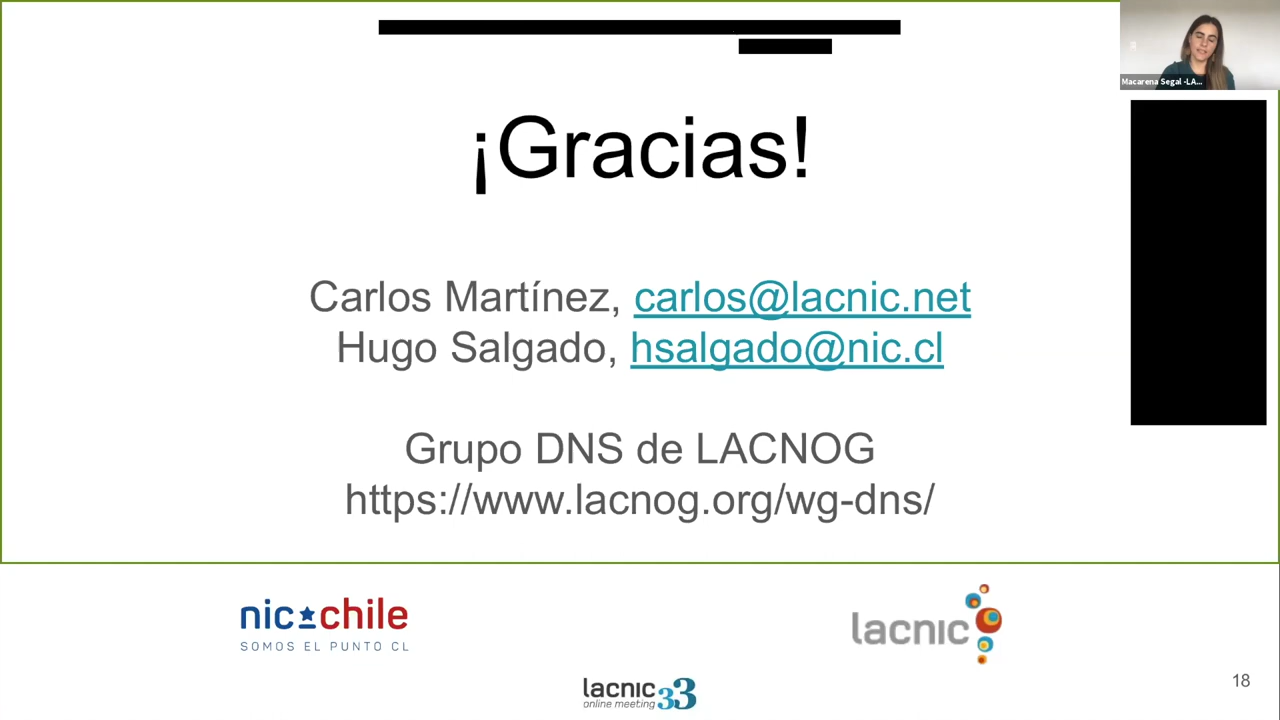 Macarena Segal -LA...
¡Gracias!
Carlos Martínez, carlos@lacnic.net
Hugo Salgado, hsalgado@nic.cl
Grupo DNS de LACNOG
https://www.lacnog.org/wg-dns/
nic chile
SOMOS EL PUNTO CL
lacnic
lacnic 33
online meeting
18